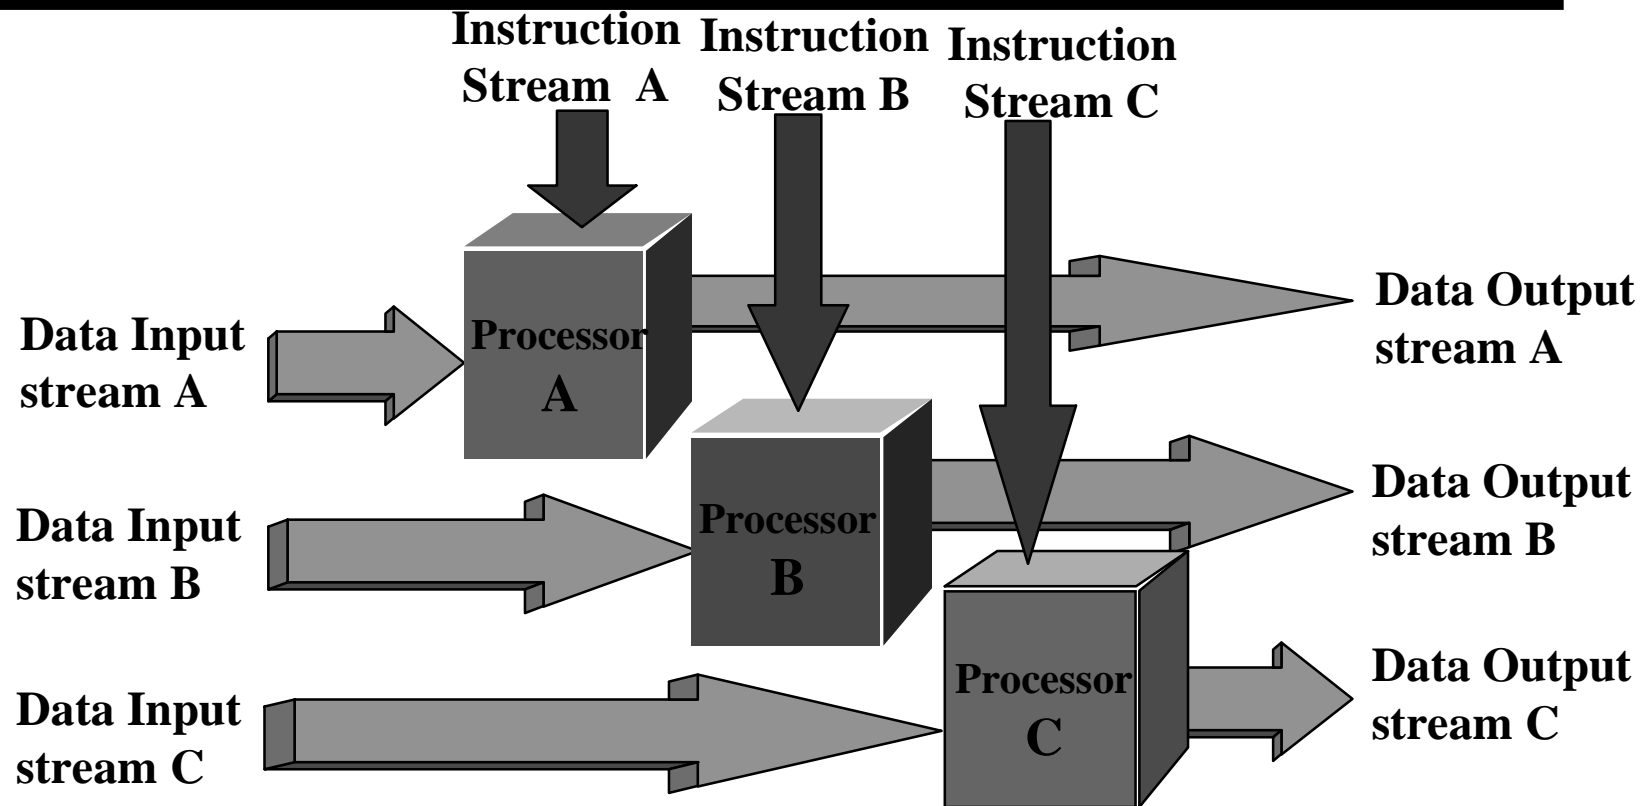 Instruction
Stream A
Instruction
Stream B
Instruction
Stream C
Data Input
stream A
Processor
A
Data Output
stream A
Data Input
stream B
Processor
B
Data Output
stream B
Data Input
stream C
Processor
C
Data Output
stream C